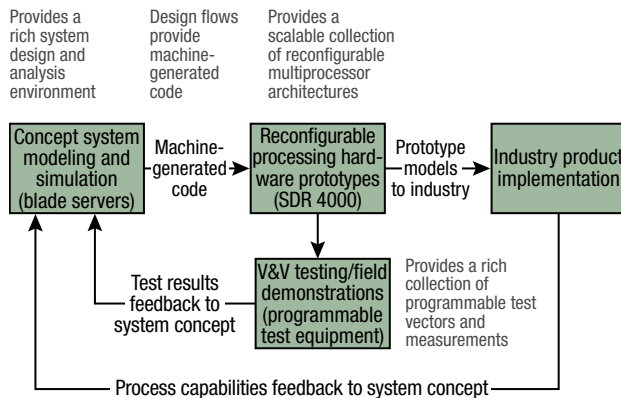 Provides a
rich system
design and
analysis
environment
Design flows
provide
machine-
generated
code
Provides a
scalable collection
of reconfigurable
multiprocessor
architectures
Concept system
modeling and
simulation
(blade servers)
Machine-
generated
code
Reconfigurable
processing hard-
ware prototypes
(SDR 4000)
Prototype
models
to industry
Industry product
implementation
Test results
feedback to
system concept
V&V testing/field
demonstrations
(programmable
test equipment)
Provides a rich
collection of
programmable test
vectors and
measurements
Process capabilities feedback to system concept